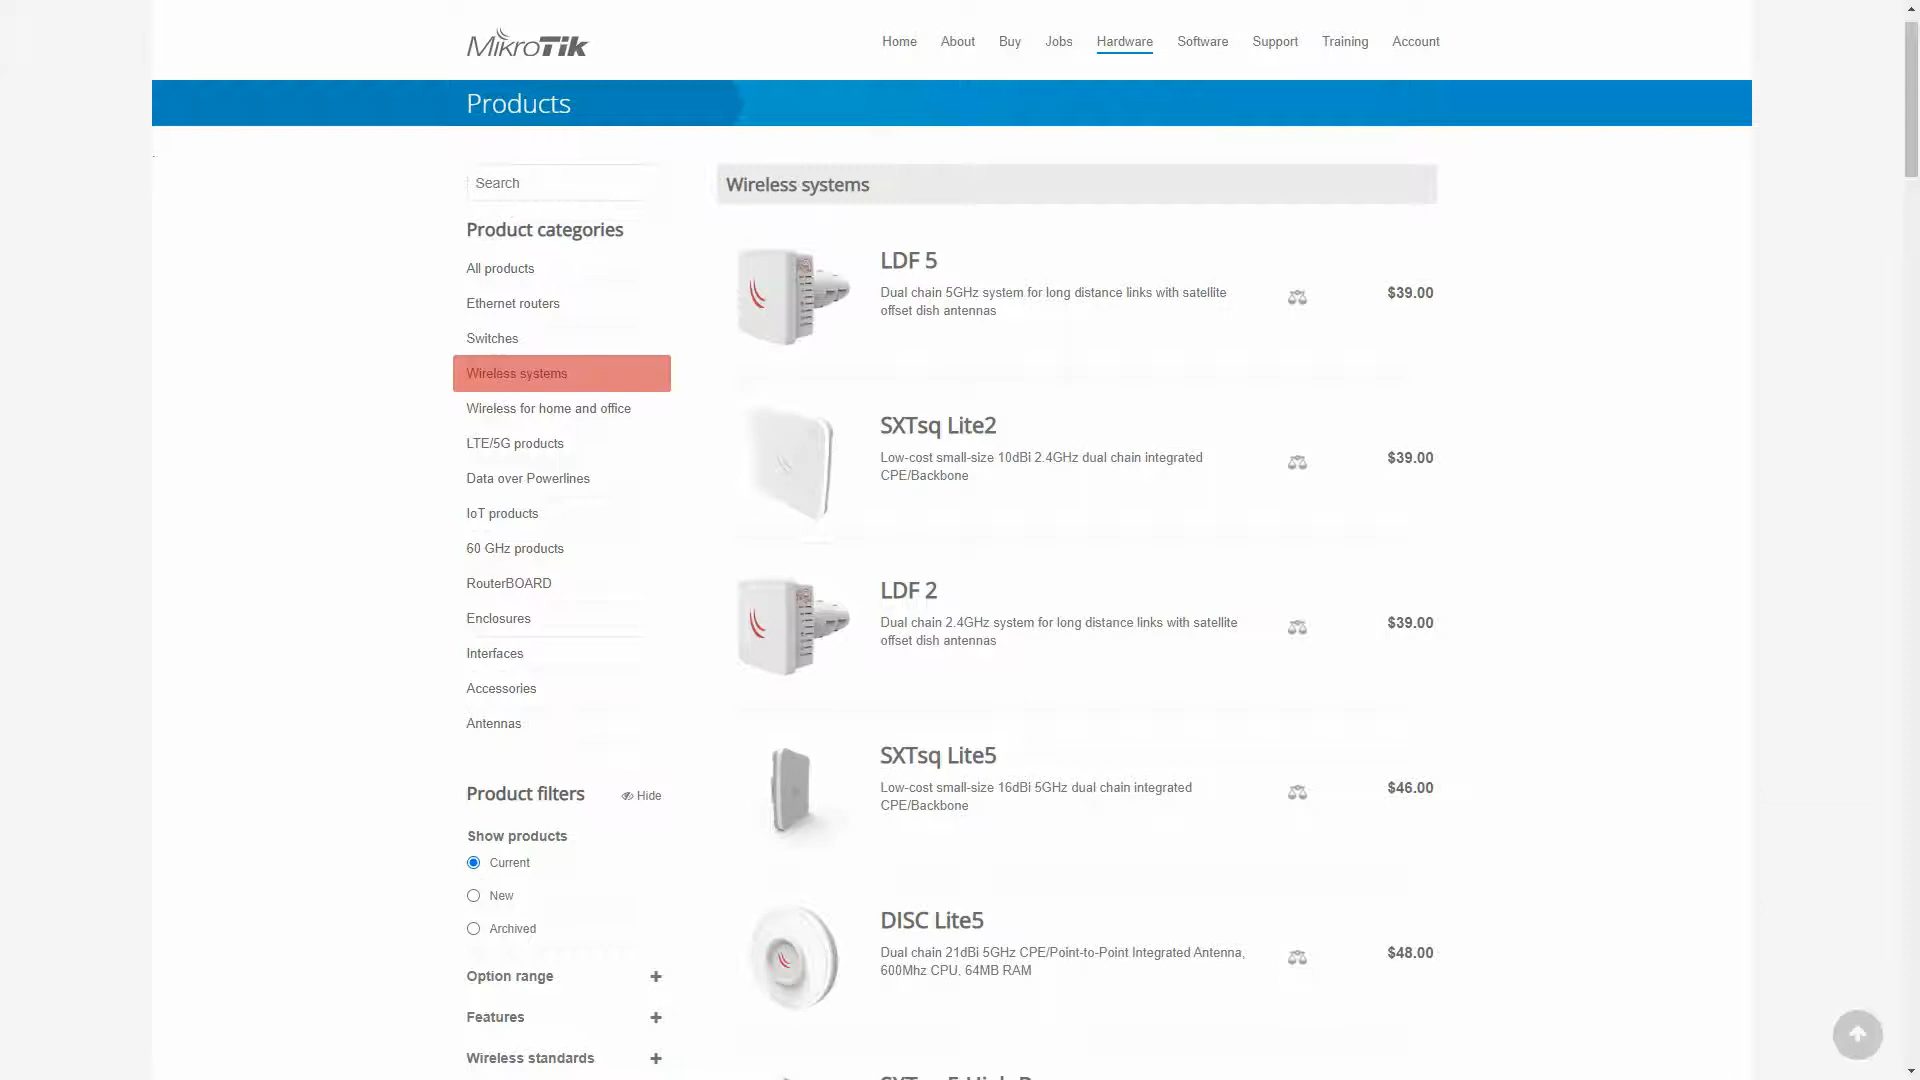 MikroTik
Home About Buy Jobs Hardware Software Support Training Account
Products
Search
Product categories
All products
Ethernet routers
Switches
Wireless systems
Wireless for home and office
LTE/5G products
Data over Powerlines
IoT products
60 GHz products
RouterBOARD
Enclosures
Interfaces
Accessories
Antennas
Product filters
Hide
Show products
Current
New
Archived
Option range
Features
Wireless standards
Wireless systems
LDF 5
Dual chain 5GHz system for long distance links with satellite
offset dish antennas
$39.00
SXTsq Lite2
Low-cost small-size 10dBi 2.4GHz dual chain integrated
CPE/Backbone
$39.00
LDF 2
Dual chain 2.4GHz system for long distance links with satellite
offset dish antennas
$39.00
SXTsq Lite5
Low-cost small-size 16dBi 5GHz dual chain integrated
CPE/Backbone
$46.00
DISC Lite5
Dual chain 21dBi 5GHz CPE/Point-to-Point Integrated Antenna,
600Mhz CPU, 64MB RAM
$48.00